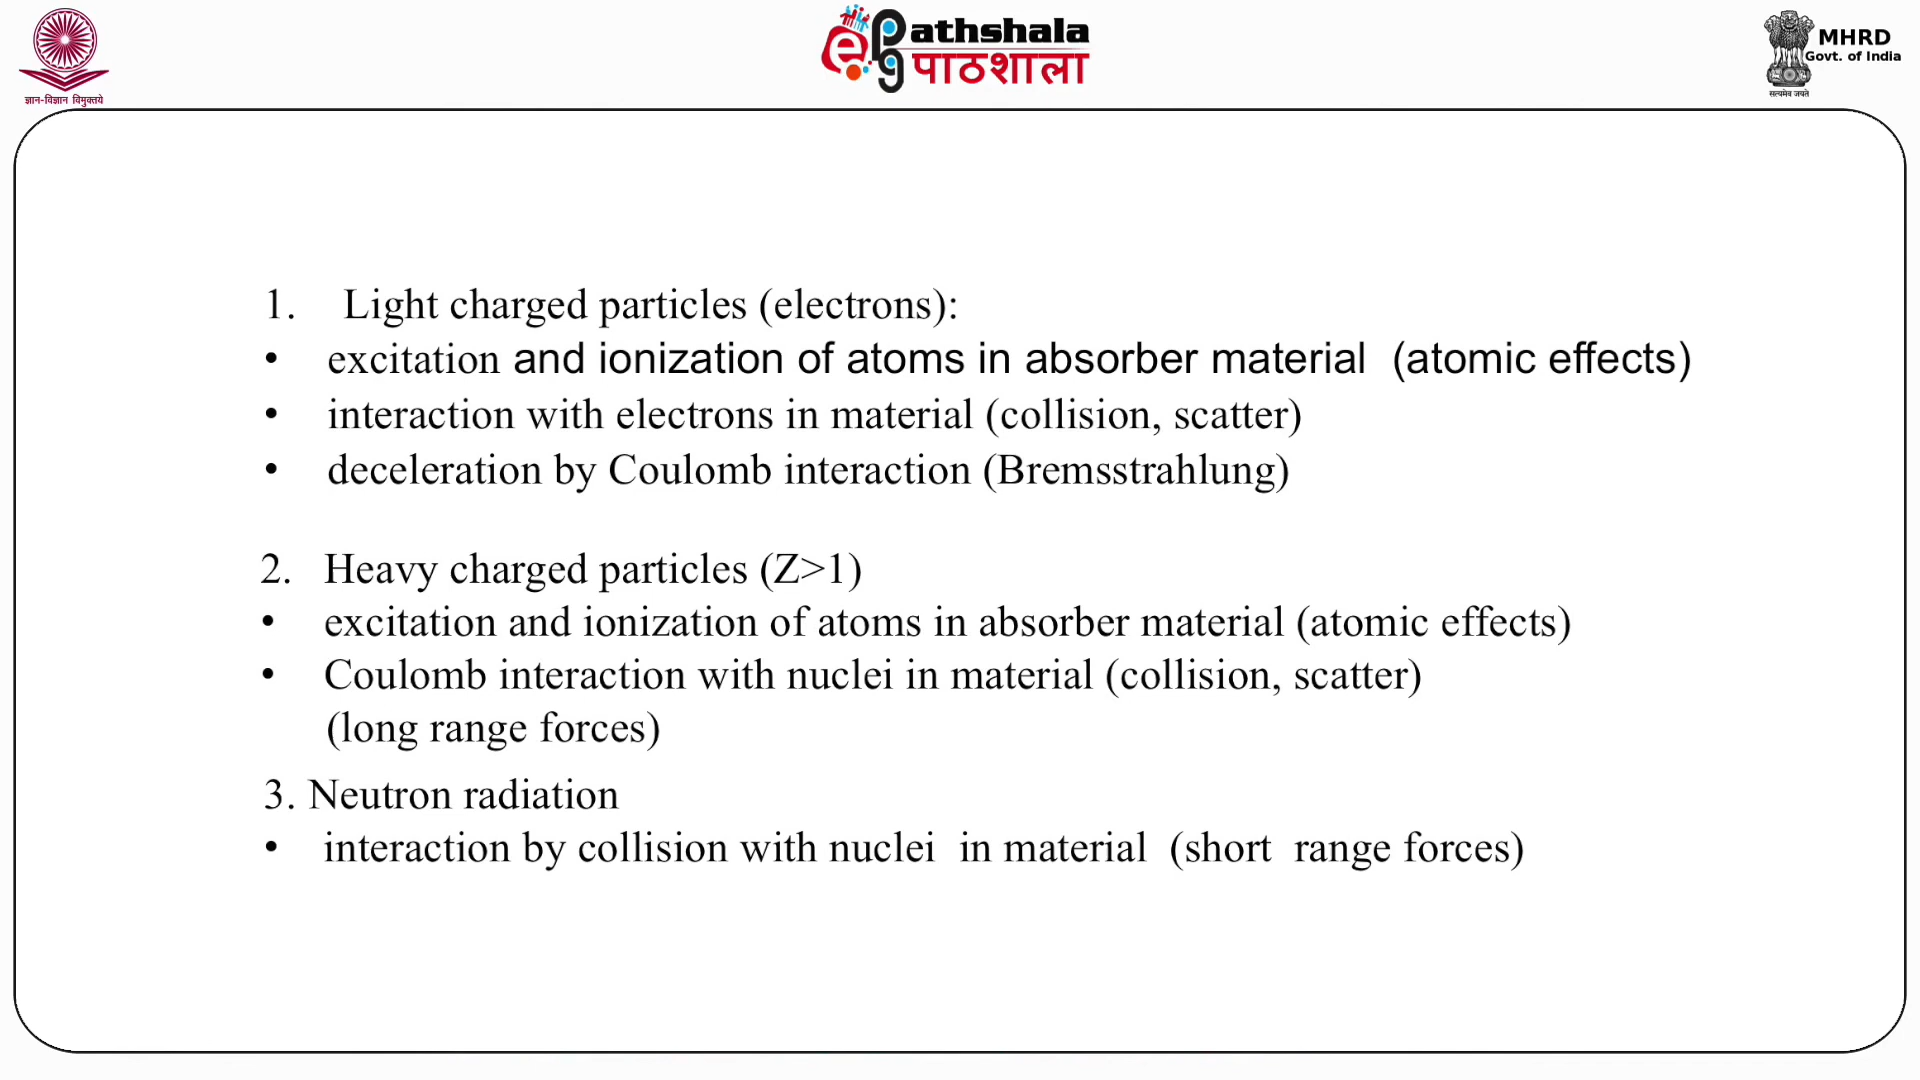 ज्ञान-विज्ञान विमुक्तये
ePathshala
पाठशाला
MHRD
Govt. of India
सत्यमेव जयते
1. Light charged particles (electrons):
• excitation and ionization of atoms in absorber material (atomic effects)
• interaction with electrons in material (collision, scatter)
• deceleration by Coulomb interaction (Bremsstrahlung)
2. Heavy charged particles (Z>1)
• excitation and ionization of atoms in absorber material (atomic effects)
• Coulomb interaction with nuclei in material (collision, scatter)
(long range forces)
3. Neutron radiation
• interaction by collision with nuclei in material (short range forces)